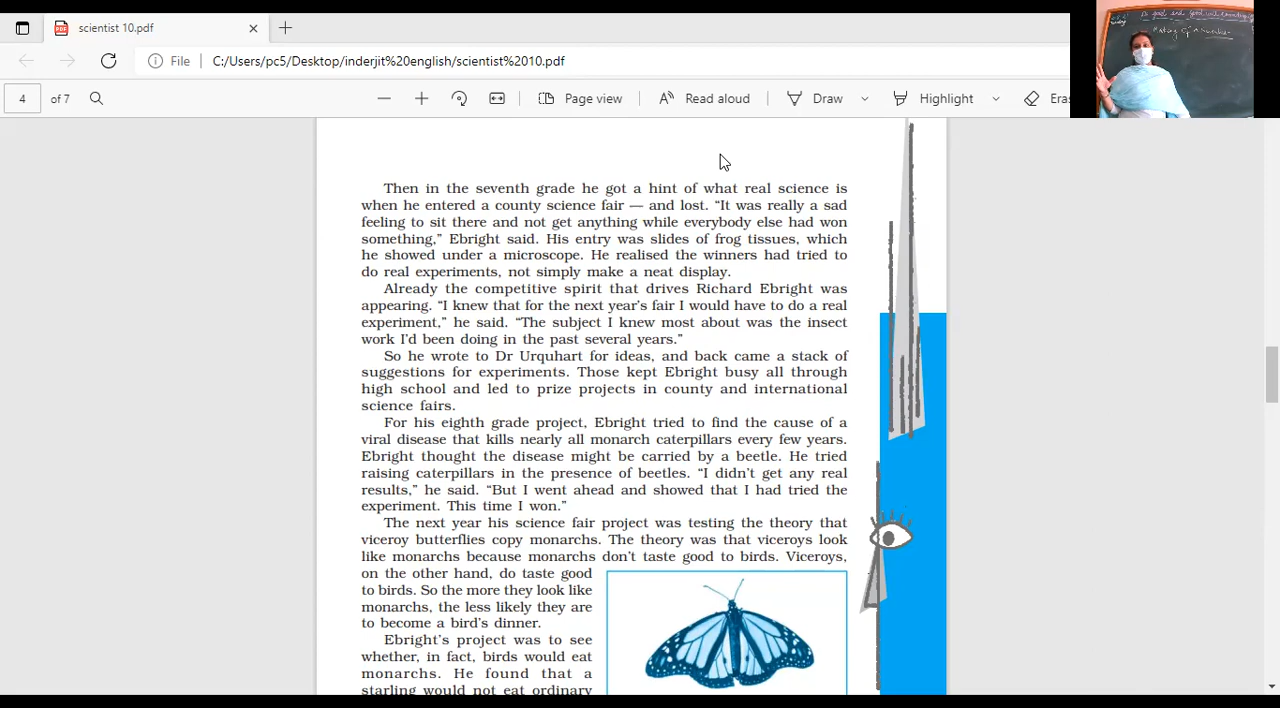 scientist 10.pdf
File
C:/Users/pc5/Desktop/inderjit%20english/scientist%2010.pdf
4 of 7
Page view
Read aloud
Draw
Highlight
Eras
Do good and good will
Making of a Scientist
Then in the seventh grade he got a hint of what real science is
when he entered a county science fair — and lost. “It was really a sad
feeling to sit there and not get anything while everybody else had won
something,” Ebright said. His entry was slides of frog tissues, which
he showed under a microscope. He realised the winners had tried to
do real experiments, not simply make a neat display.
Already the competitive spirit that drives Richard Ebright was
appearing. “I knew that for the next year’s fair I would have to do a real
experiment,” he said. “The subject I knew most about was the insect
work I’d been doing in the past several years.”
So he wrote to Dr Urquhart for ideas, and back came a stack of
suggestions for experiments. Those kept Ebright busy all through
high school and led to prize projects in county and international
science fairs.
For his eighth grade project, Ebright tried to find the cause of a
viral disease that kills nearly all monarch caterpillars every few years.
Ebright thought the disease might be carried by a beetle. He tried
raising caterpillars in the presence of beetles. “I didn’t get any real
results,” he said. “But I went ahead and showed that I had tried the
experiment. This time I won.”
The next year his science fair project was testing the theory that
viceroy butterflies copy monarchs. The theory was that viceroys look
like monarchs because monarchs don’t taste good to birds. Viceroys,
on the other hand, do taste good
to birds. So the more they look like
monarchs, the less likely they are
to become a bird’s dinner.
Ebright’s project was to see
whether, in fact, birds would eat
monarchs. He found that a
starling would not eat ordinary